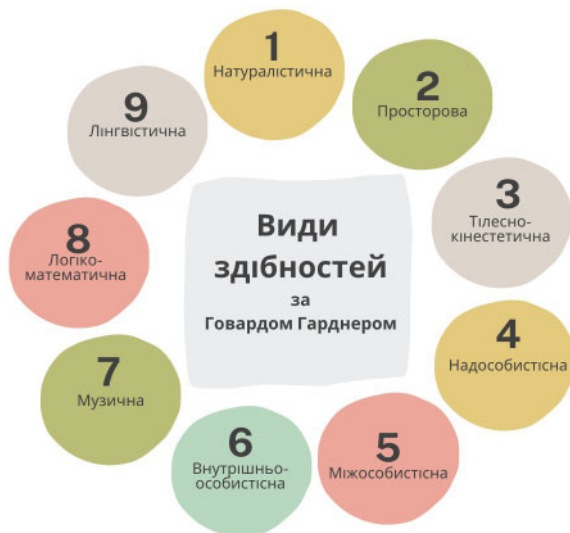 Види
здібностей
за
Говардом Гарднером
1
Натуралістична
2
Просторова
3
Тілесно-
кінестетична
4
Надособистісна
5
Міжособистісна
6
Внутрішньо-
особистісна
7
Музична
8
Логіко-
математична
9
Лінгвістична